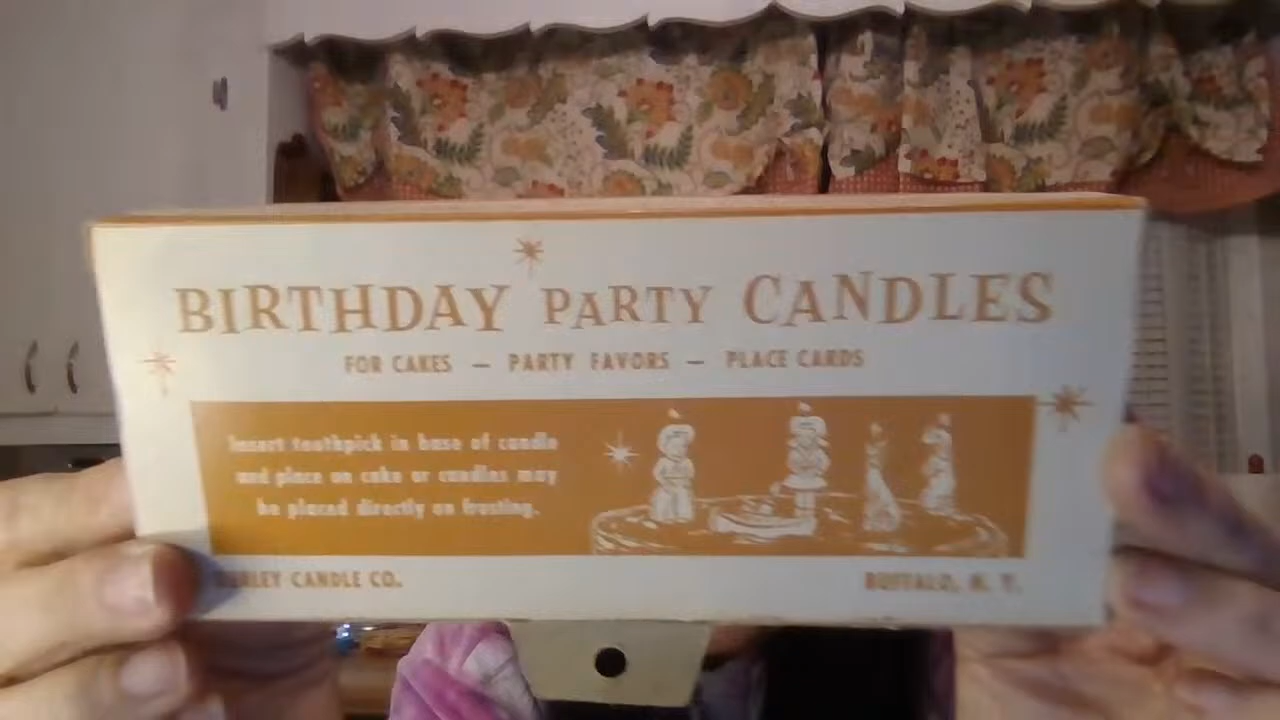 BIRTHDAY PARTY CANDLES
FOR CAKES — PARTY FAVORS — PLACE CARDS
Insert toothpick in base of candle
and place on cake or candles may
be placed directly on frosting.
CANDLE CO.
BUFFALO, N. Y.